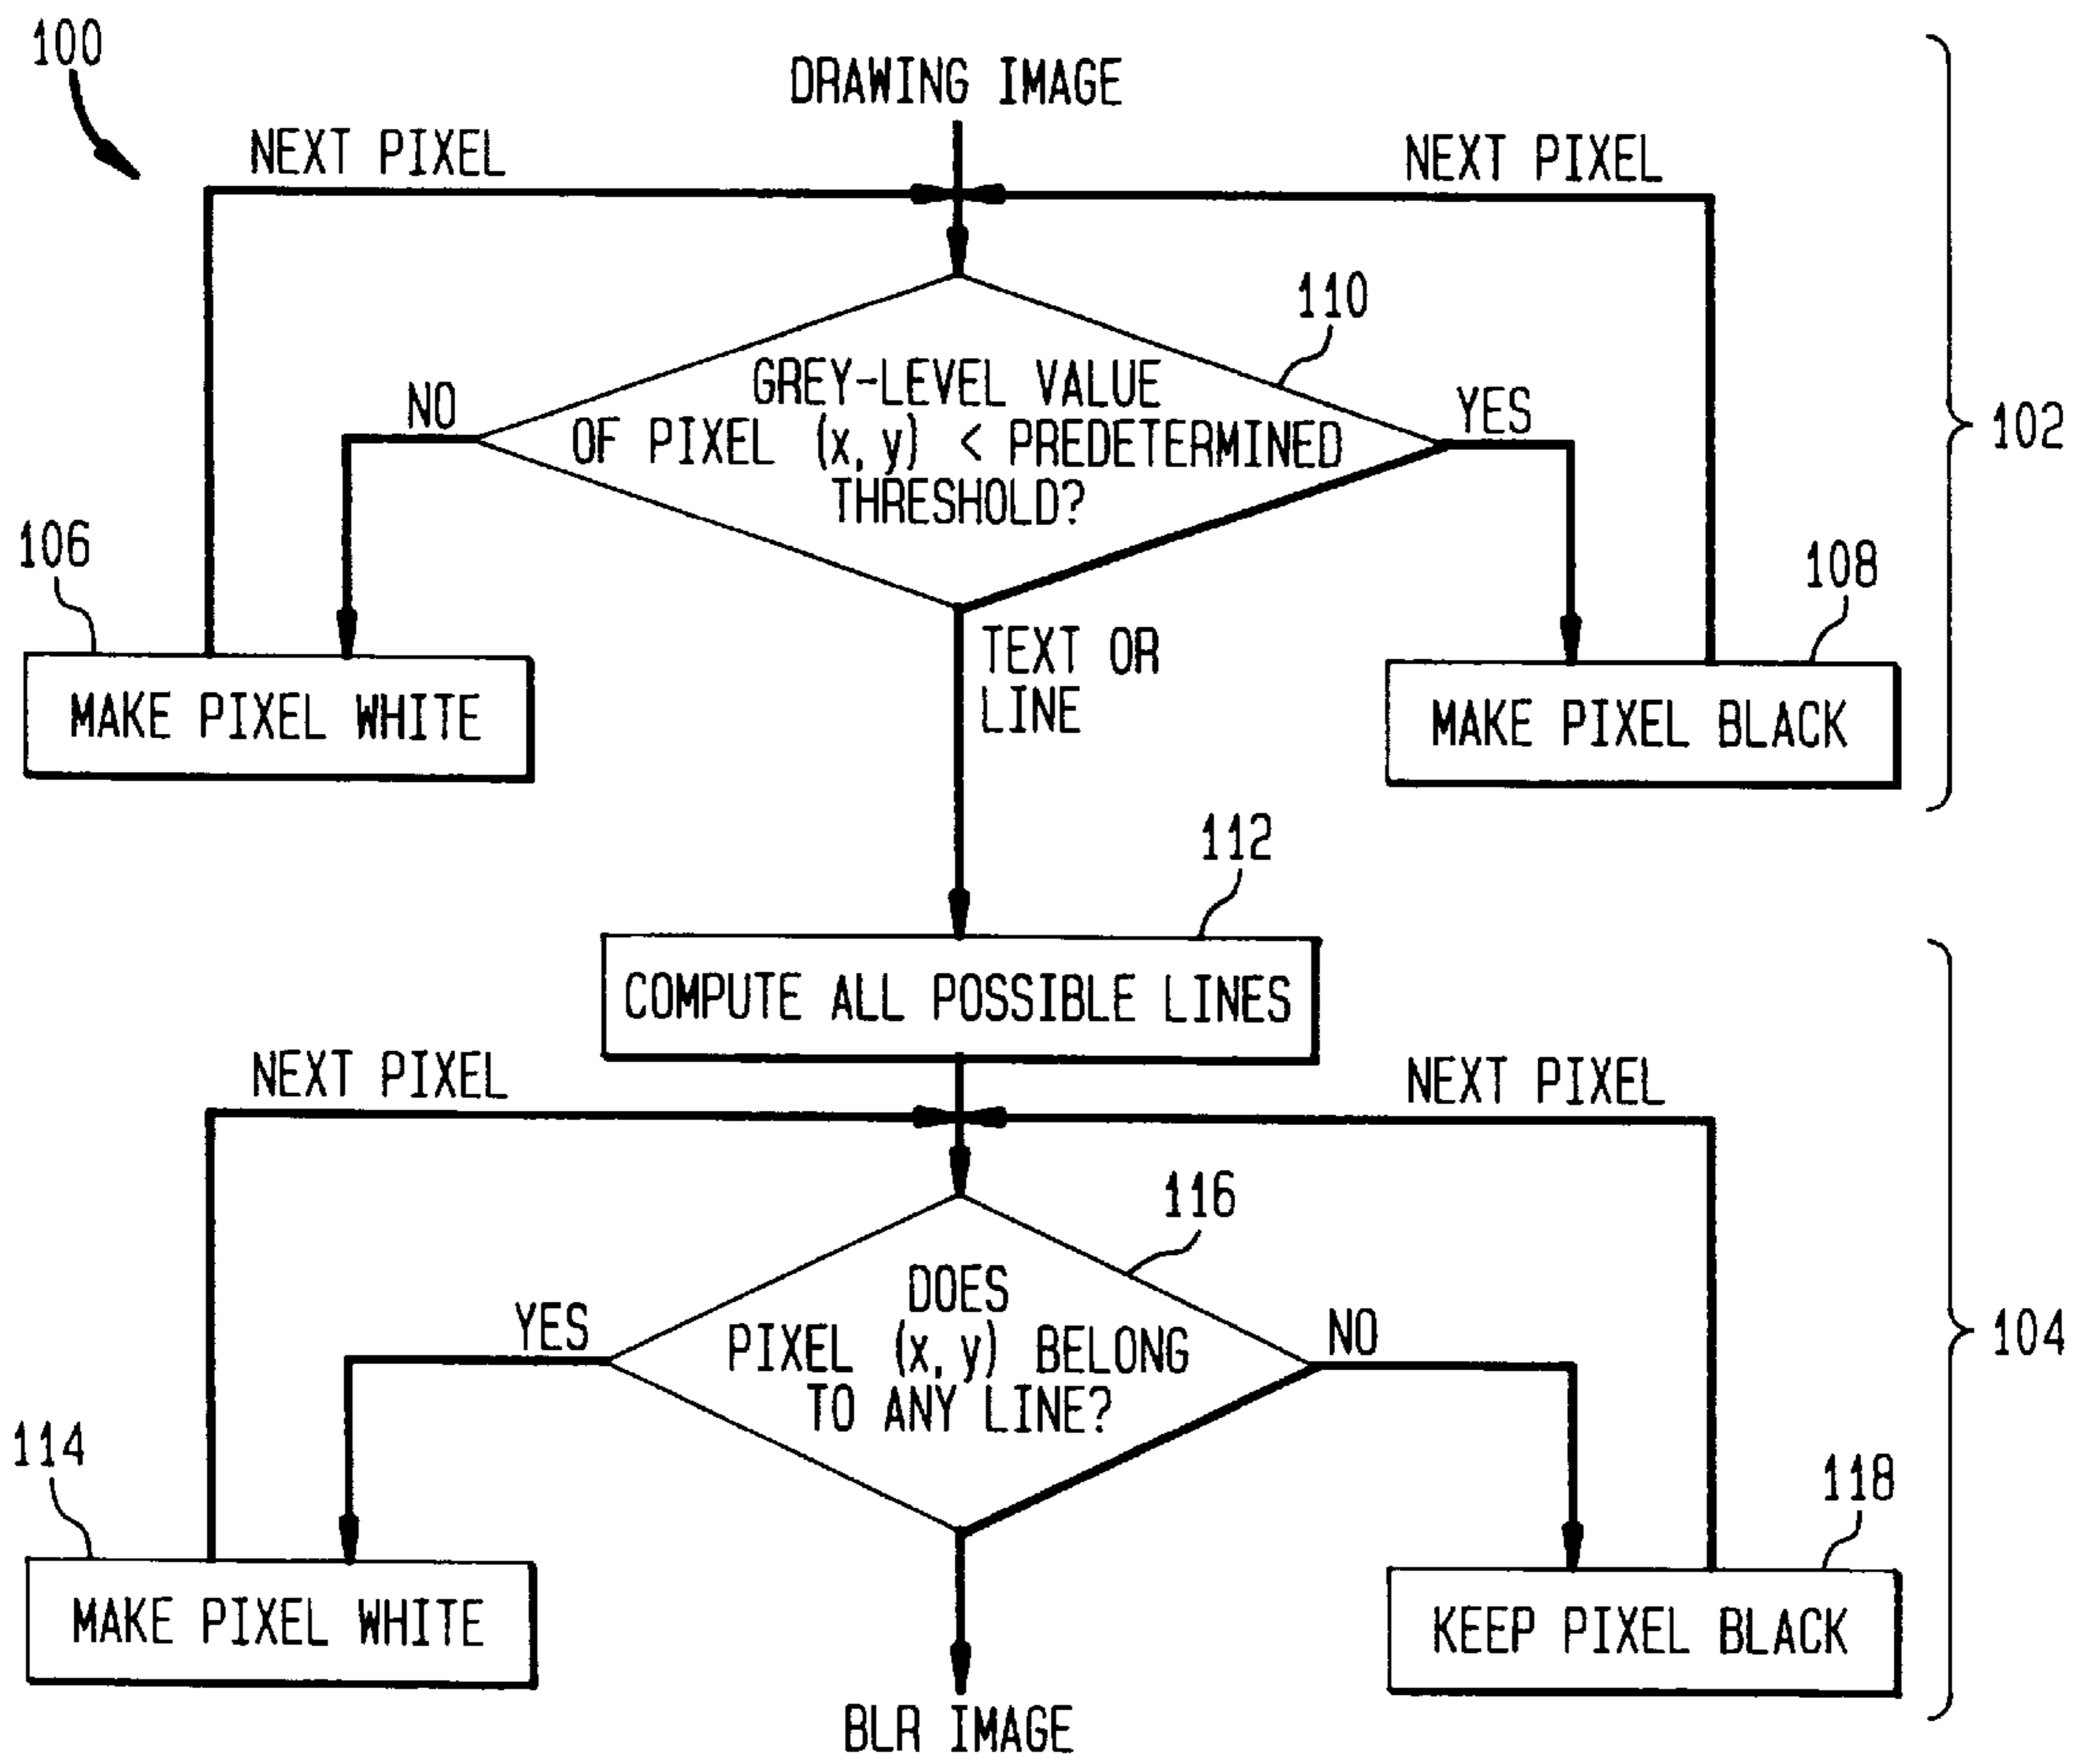 100
DRAWING IMAGE
NEXT PIXEL
NEXT PIXEL
110
GREY-LEVEL VALUE
OF PIXEL (x, y) < PREDETERMINED
THRESHOLD?
NO
YES
102
106
108
TEXT OR
LINE
MAKE PIXEL WHITE
MAKE PIXEL BLACK
112
COMPUTE ALL POSSIBLE LINES
NEXT PIXEL
NEXT PIXEL
116
DOES
PIXEL (x, y) BELONG
TO ANY LINE?
YES
NO
104
114
118
MAKE PIXEL WHITE
KEEP PIXEL BLACK
BLR IMAGE